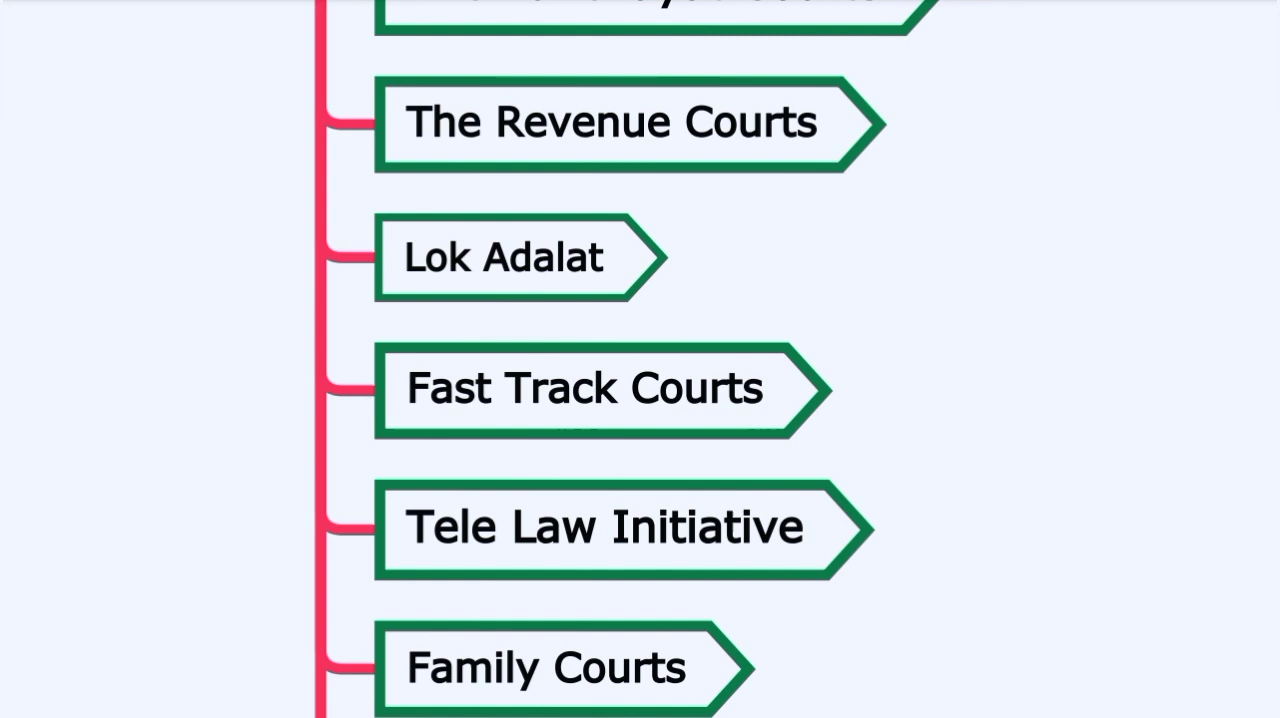 The Revenue Courts
Lok Adalat
Fast Track Courts
Tele Law Initiative
Family Courts